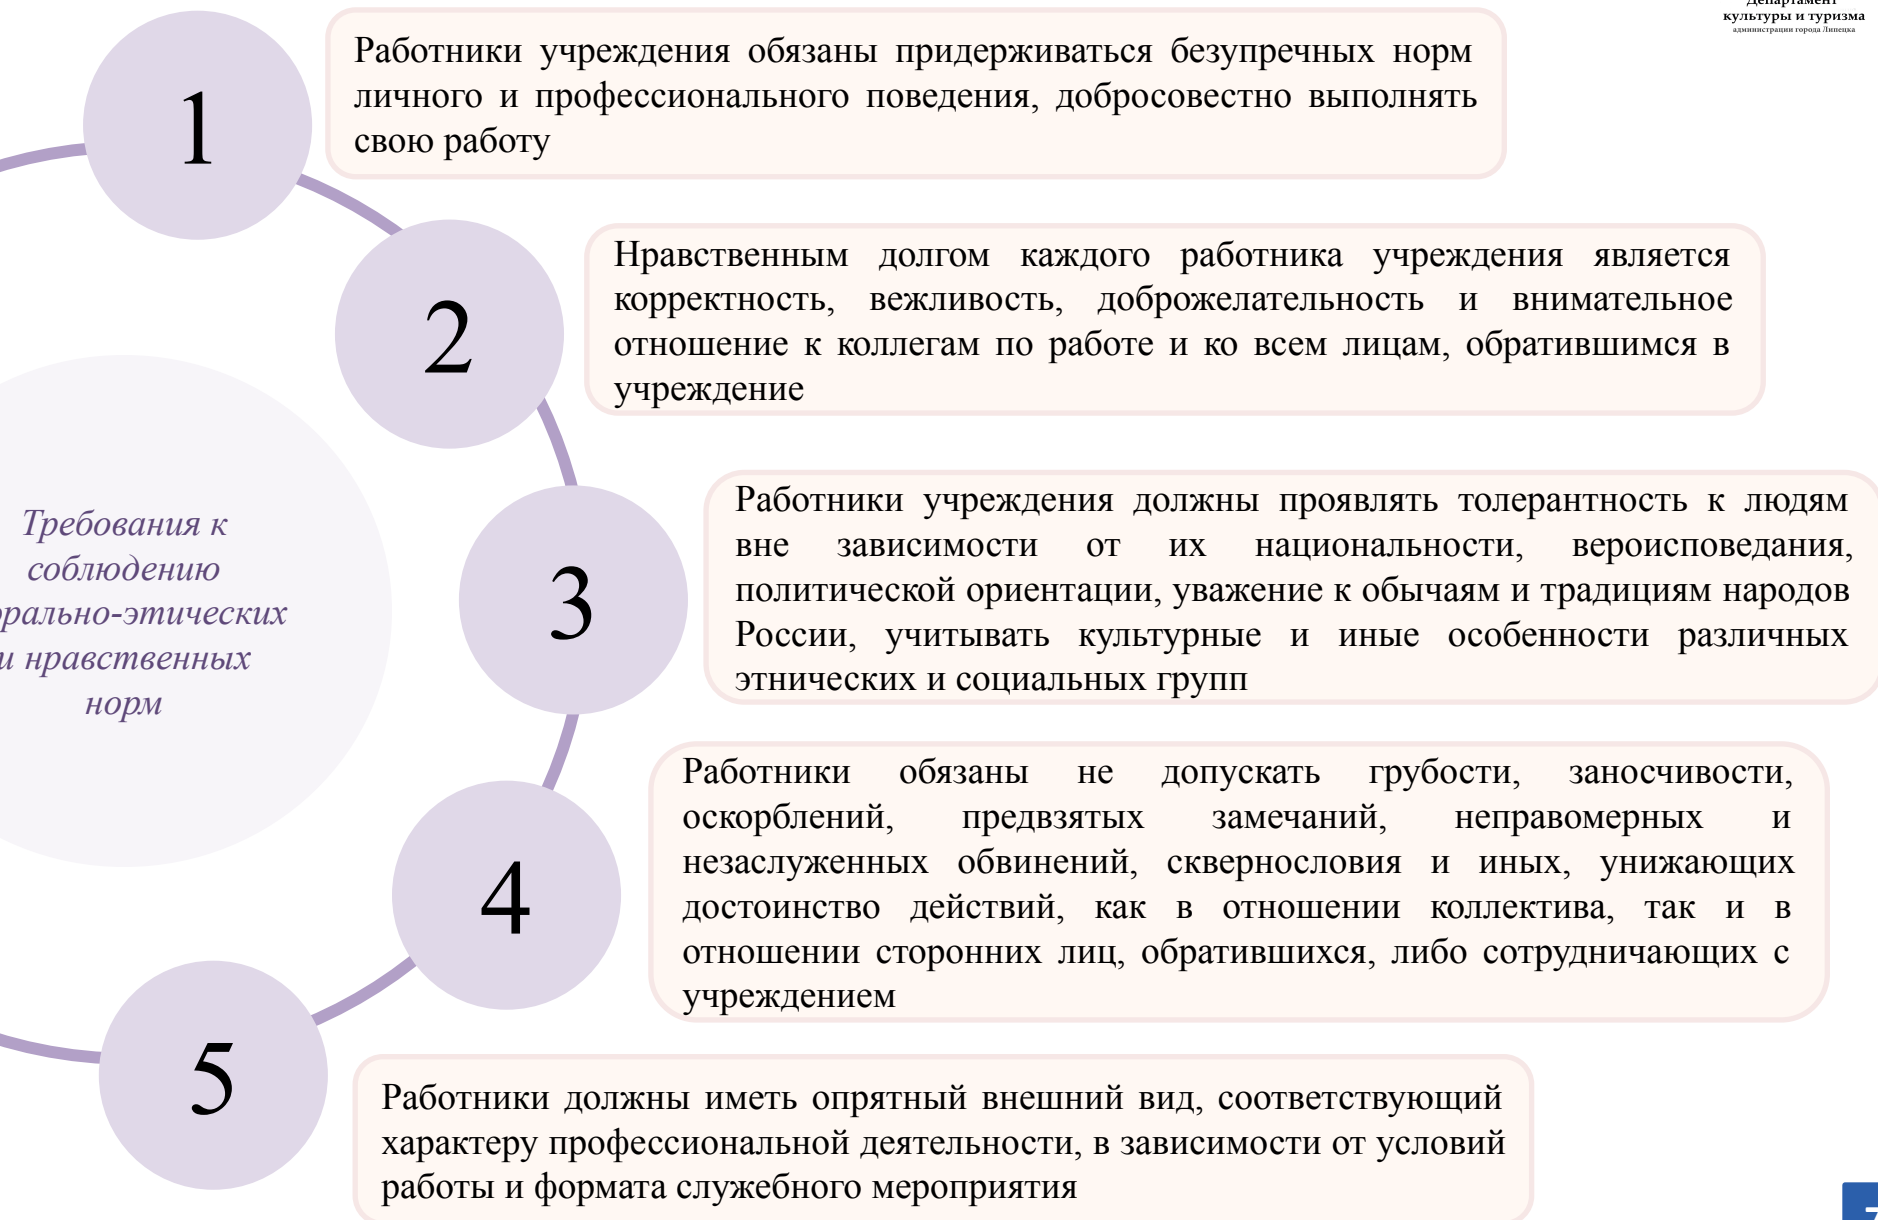 Департамент
культуры и туризма
администрации города Липецка
1
Работники учреждения обязаны придерживаться безупречных норм
личного и профессионального поведения, добросовестно выполнять
свою работу
2
Нравственным долгом каждого работника учреждения является
корректность, вежливость, доброжелательность и внимательное
отношение к коллегам по работе и ко всем лицам, обратившимся в
учреждение
3
Работники учреждения должны проявлять толерантность к людям
вне зависимости от их национальности, вероисповедания,
политической ориентации, уважение к обычаям и традициям народов
России, учитывать культурные и иные особенности различных
этнических и социальных групп
Требования к
соблюдению
орально-этических
и нравственных
норм
4
Работники обязаны не допускать грубости, заносчивости,
оскорблений, предвзятых замечаний, неправомерных и
незаслуженных обвинений, сквернословия и иных, унижающих
достоинство действий, как в отношении коллектива, так и в
отношении сторонних лиц, обратившихся, либо сотрудничающих с
учреждением
5
Работники должны иметь опрятный внешний вид, соответствующий
характеру профессиональной деятельности, в зависимости от условий
работы и формата служебного мероприятия